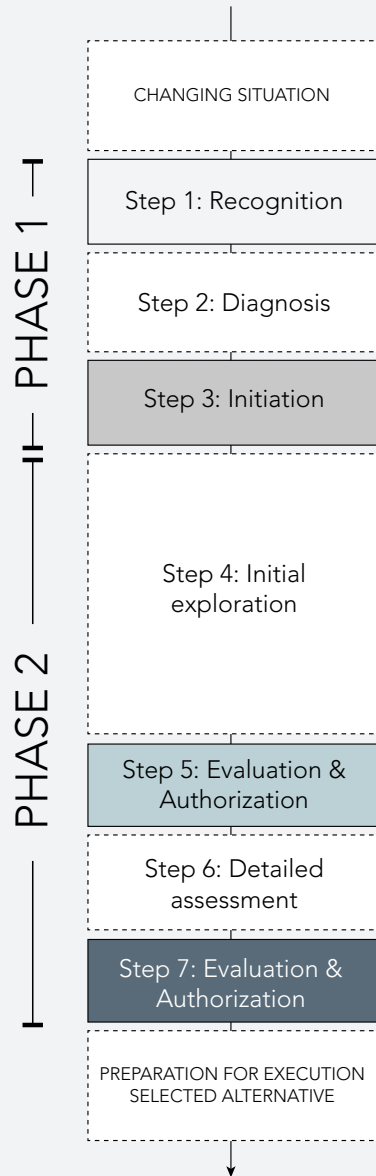 CHANGING SITUATION
PHASE 1
Step 1: Recognition
Step 2: Diagnosis
Step 3: Initiation
PHASE 2
Step 4: Initial
exploration
Step 5: Evaluation &
Authorization
Step 6: Detailed
assessment
Step 7: Evaluation &
Authorization
PREPARATION FOR EXECUTION
SELECTED ALTERNATIVE